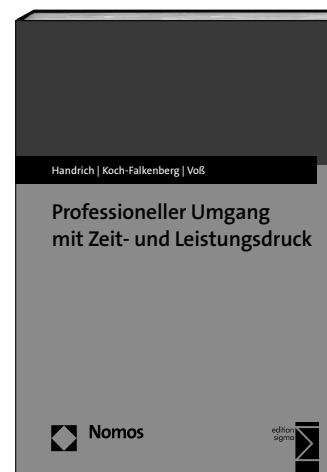 Handrich | Koch-Falkenberg | Voß
Professioneller Umgang
mit Zeit- und Leistungsdruck
Nomos
edition
sigma